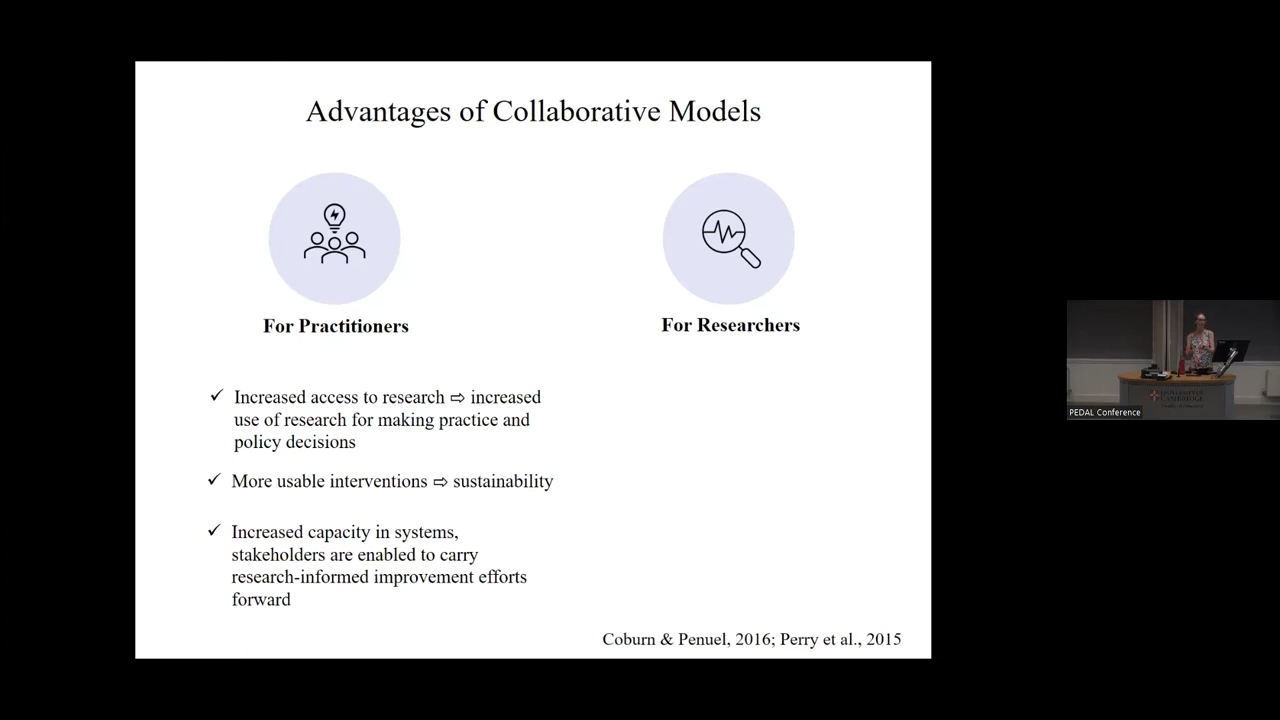 Advantages of Collaborative Models
For Practitioners
For Researchers
✓ Increased access to research ⇨ increased
use of research for making practice and
policy decisions
✓ More usable interventions ⇨ sustainability
✓ Increased capacity in systems,
stakeholders are enabled to carry
research-informed improvement efforts
forward
Coburn & Penuel, 2016; Perry et al., 2015
CAMBRIDGE
PEDAL Conference